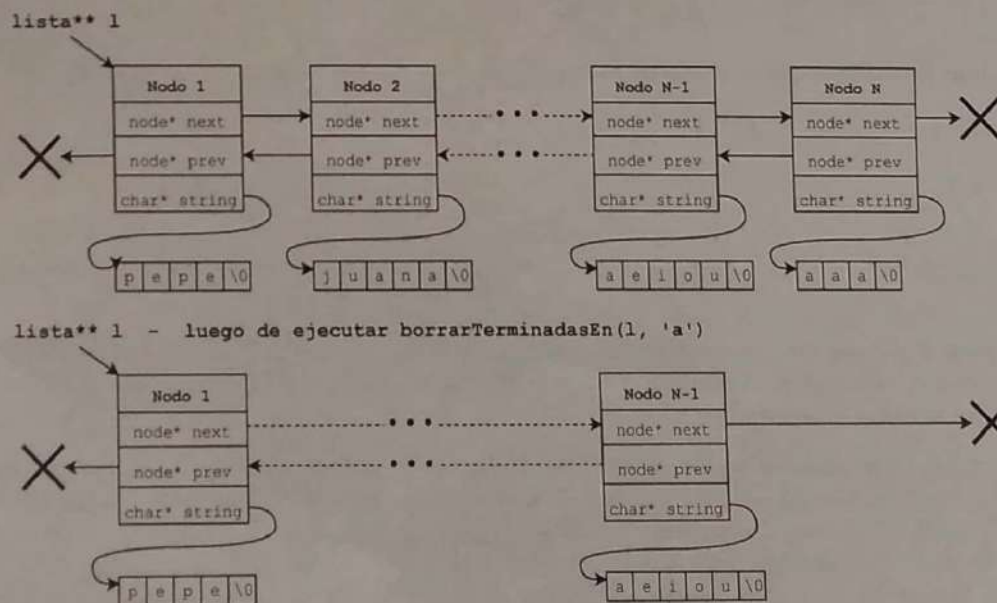 lista** l
Nodo 1
node* next
node* prev
char* string
Nodo 2
node* next
node* prev
char* string
Nodo N-1
node* next
node* prev
char* string
Nodo N
node* next
node* prev
char* string
p e p e \0
j u a n a \0
a e i o u \0
a a a \0
lista** l - luego de ejecutar borrarTerminadasEn(l, 'a')
Nodo 1
node* next
node* prev
char* string
Nodo N-1
node* next
node* prev
char* string
p e p e \0
a e i o u \0